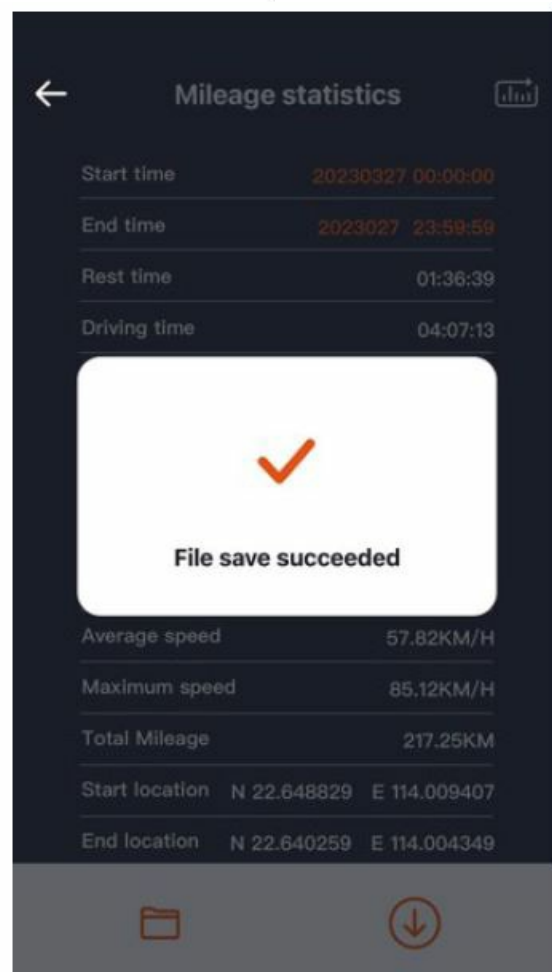 Mileage statistics
Start time 20230327 00:00:00
End time 2023027 23:59:59
Rest time 01:36:39
Driving time 04:07:13
File save succeeded
Average speed 57.82KM/H
Maximum speed 85.12KM/H
Total Mileage 217.25KM
Start location N 22.648829 E 114.009407
End location N 22.640259 E 114.004349